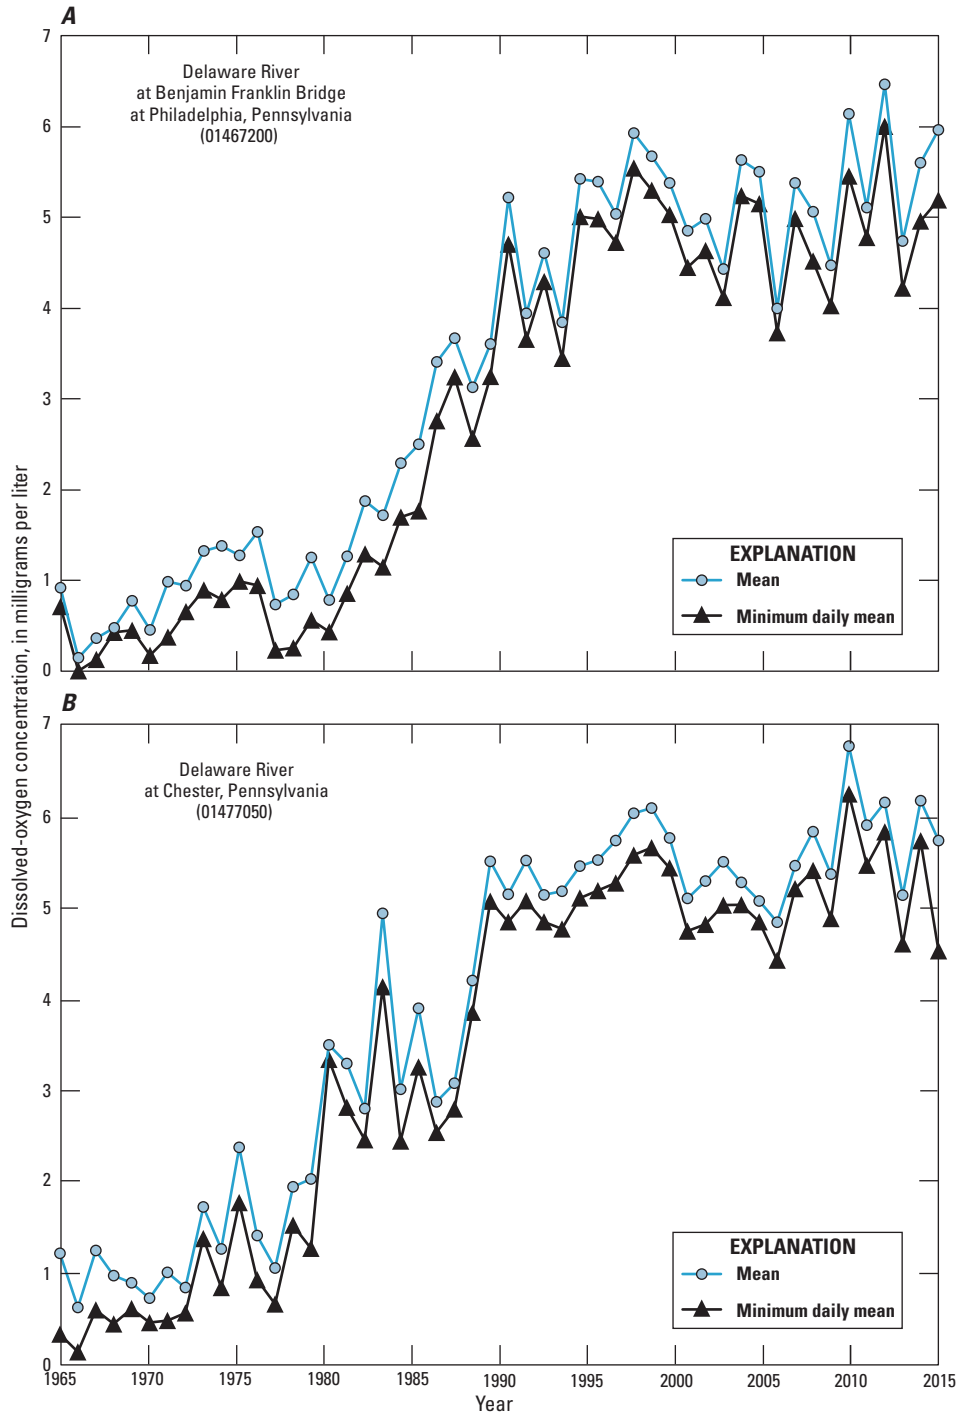 A
7
6
5
4
3
2
1
0
Delaware River
at Benjamin Franklin Bridge
at Philadelphia, Pennsylvania
(01467200)
EXPLANATION
Mean
Minimum daily mean
Dissolved-oxygen concentration, in milligrams per liter
B
7
6
5
4
3
2
1
0
Delaware River
at Chester, Pennsylvania
(01477050)
EXPLANATION
Mean
Minimum daily mean
1965 1970 1975 1980 1985 1990 1995 2000 2005 2010 2015
Year